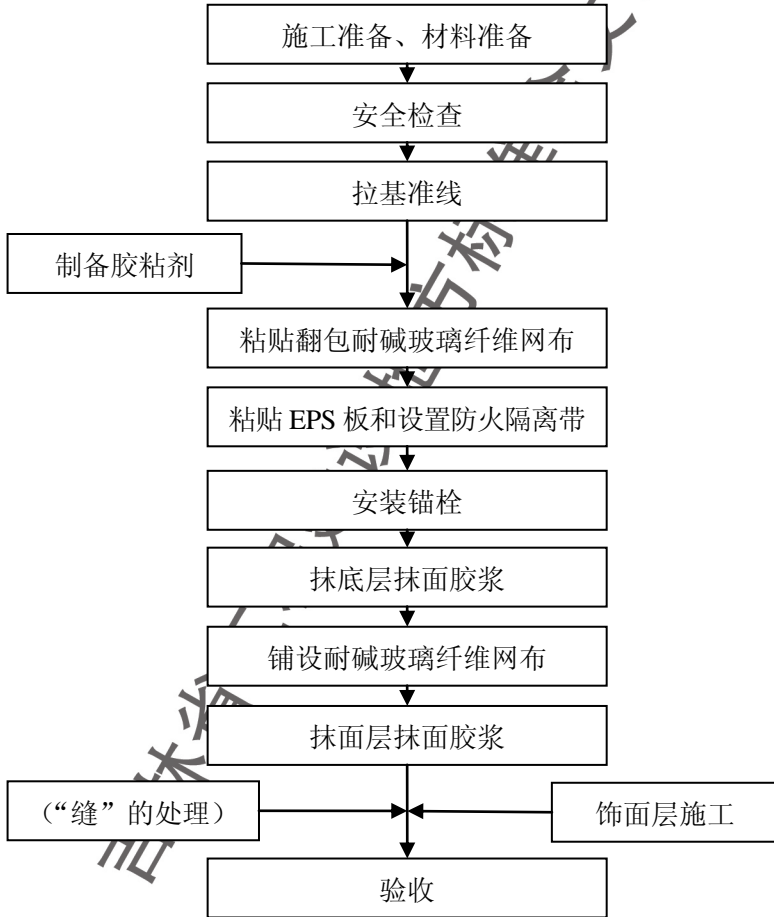 施工准备、材料准备
安全检查
拉基准线
制备胶粘剂
粘贴翻包耐碱玻璃纤维网布
粘贴 EPS 板和设置防火隔离带
安装锚栓
抹底层抹面胶浆
铺设耐碱玻璃纤维网布
抹面层抹面胶浆
（“缝”的处理）
饰面层施工
验收